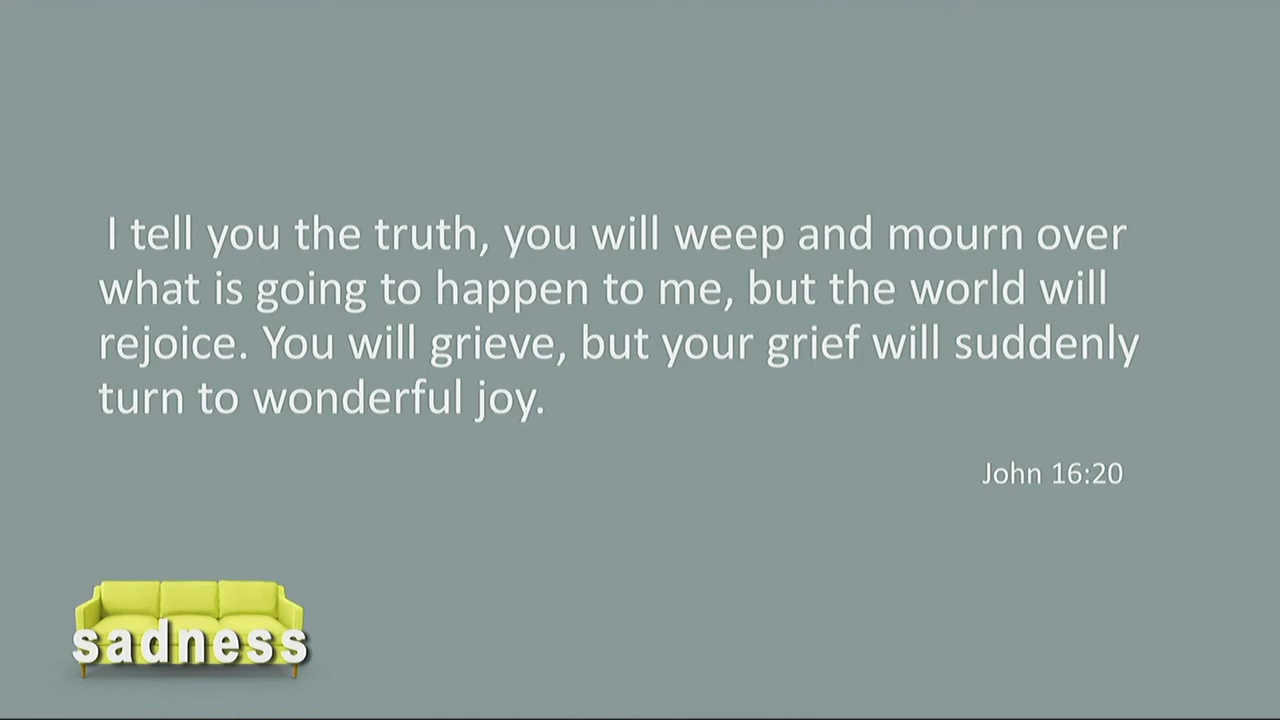 I tell you the truth, you will weep and mourn over
what is going to happen to me, but the world will
rejoice. You will grieve, but your grief will suddenly
turn to wonderful joy.
John 16:20
sadness